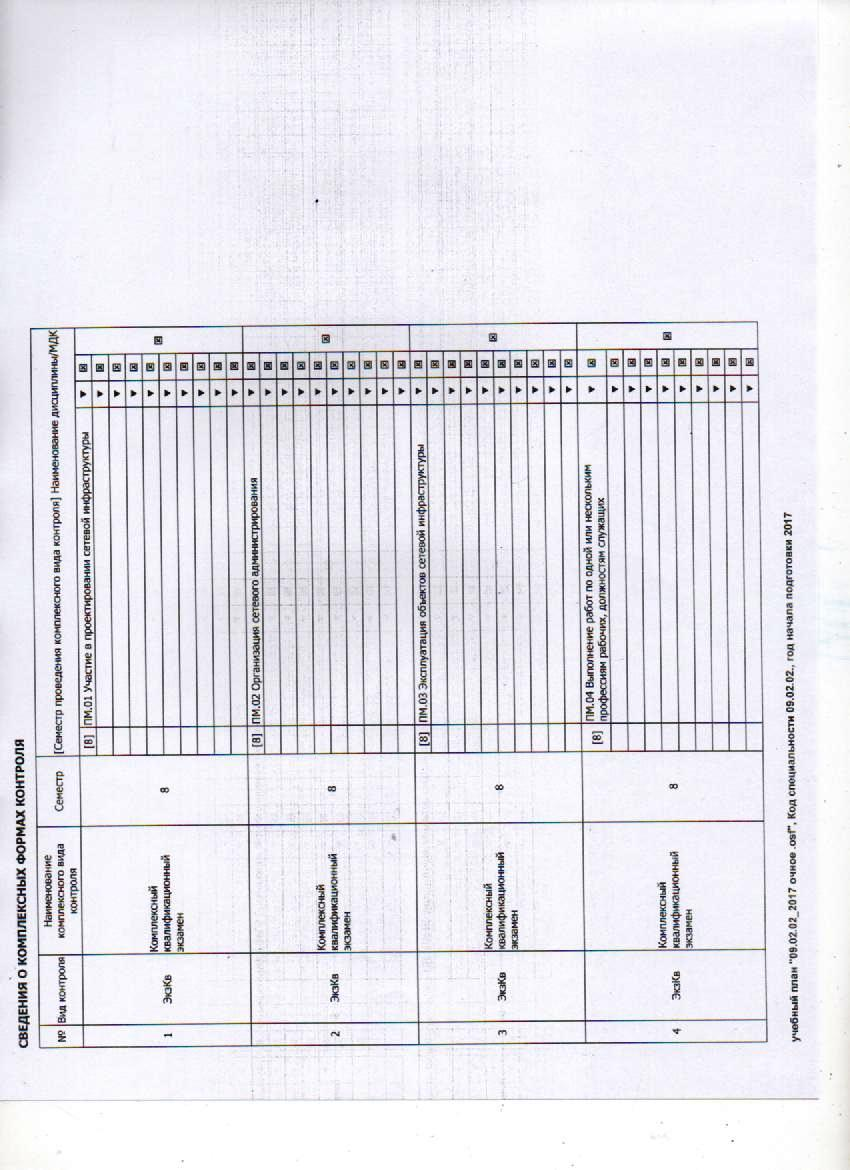 СВЕДЕНИЯ О КОМПЛЕКСНЫХ ФОРМАХ КОНТРОЛЯ
№ Вид контроля
Наименование
комплексного вида
контроля
Семестр
[Семестр проведения комплексного вида контроля] Наименование дисциплины/МДК
1
ЭкзКв
Комплексный
квалификационный
экзамен
8
[8] ПМ.01 Участие в проектировании сетевой инфраструктуры
2
ЭкзКв
Комплексный
квалификационный
экзамен
8
[8] ПМ.02 Организация сетевого администрирования
3
ЭкзКв
Комплексный
квалификационный
экзамен
8
[8] ПМ.03 Эксплуатация объектов сетевой инфраструктуры
4
ЭкзКв
Комплексный
квалификационный
экзамен
8
[8] ПМ.04 Выполнение работ по одной или нескольким
профессиям рабочих, должностям служащих
учебный план "09.02.02_2017 очное .osf", Код специальности 09.02.02., год начала подготовки 2017